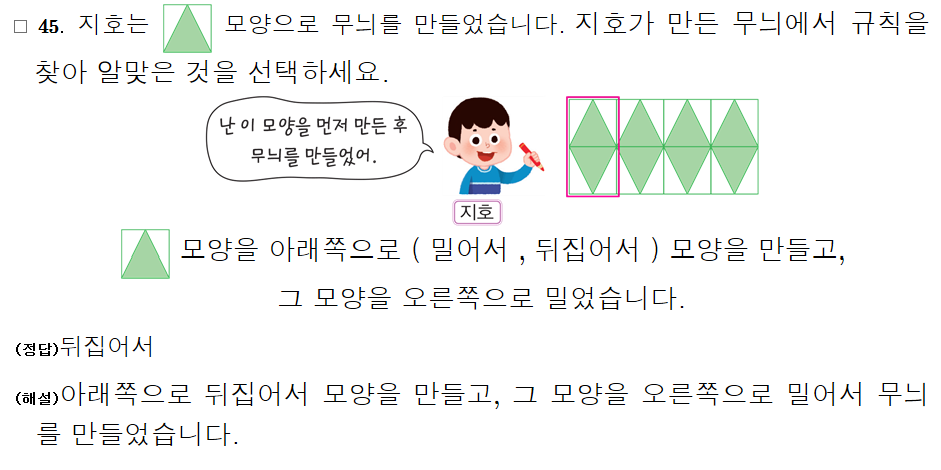 □ 45. 지호는 모양으로 무늬를 만들었습니다. 지호가 만든 무늬에서 규칙을
찾아 알맞은 것을 선택하세요.
난 이 모양을 먼저 만든 후
무늬를 만들었어.
지호
모양을 아래쪽으로 ( 밀어서 , 뒤집어서 ) 모양을 만들고,
그 모양을 오른쪽으로 밀었습니다.
(정답)뒤집어서
(해설)아래쪽으로 뒤집어서 모양을 만들고, 그 모양을 오른쪽으로 밀어서 무늬
를 만들었습니다.